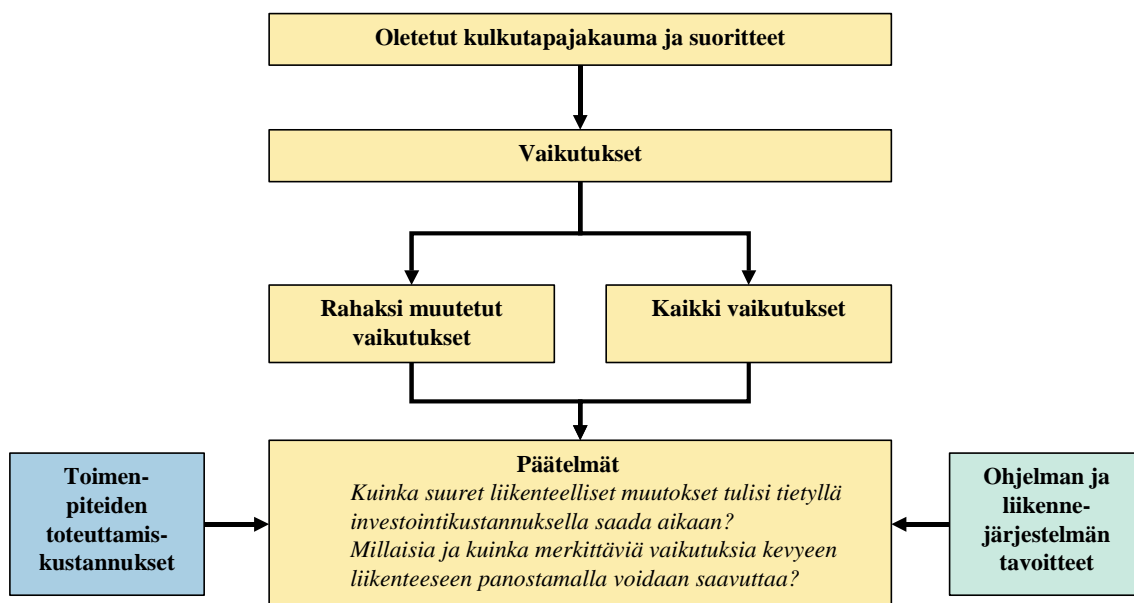 Oletetut kulkutapajakauma ja suoritteet
Vaikutukset
Rahaksi muutetut
vaikutukset
Kaikki vaikutukset
Toimen-
piteiden
toteuttamis-
kustannukset
Päätelmät
Kuinka suuret liikenteelliset muutokset tulisi tietyllä
investointikustannuksella saada aikaan?
Millaisia ja kuinka merkittäviä vaikutuksia kevyeen
liikenteeseen panostamalla voidaan saavuttaa?
Ohjelman ja
liikenne-
järjestelmän
tavoitteet